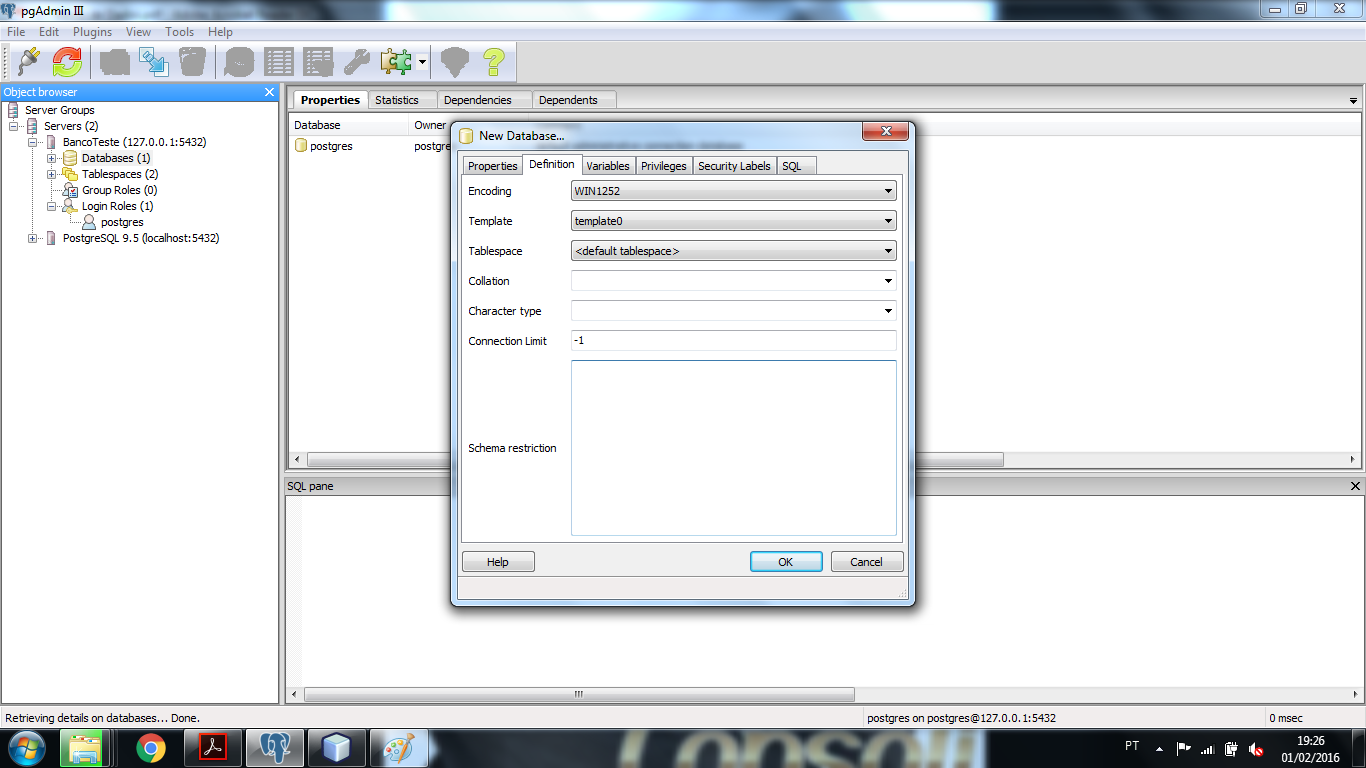 pgAdmin III
File Edit Plugins View Tools Help
Object browser
Server Groups
Servers (2)
BancoTeste (127.0.0.1:5432)
Databases (1)
Tablespaces (2)
Group Roles (0)
Login Roles (1)
postgres
PostgreSQL 9.5 (localhost:5432)
Properties Statistics Dependencies Dependents
Database Owner
postgres postgre
New Database...
Properties Definition Variables Privileges Security Labels SQL
Encoding WIN1252
Template template0
Tablespace <default tablespace>
Collation
Character type
Connection Limit -1
Schema restriction
Help OK Cancel
SQL pane
Retrieving details on databases... Done. postgres on postgres@127.0.0.1:5432 0 msec
PT 19:26
01/02/2016